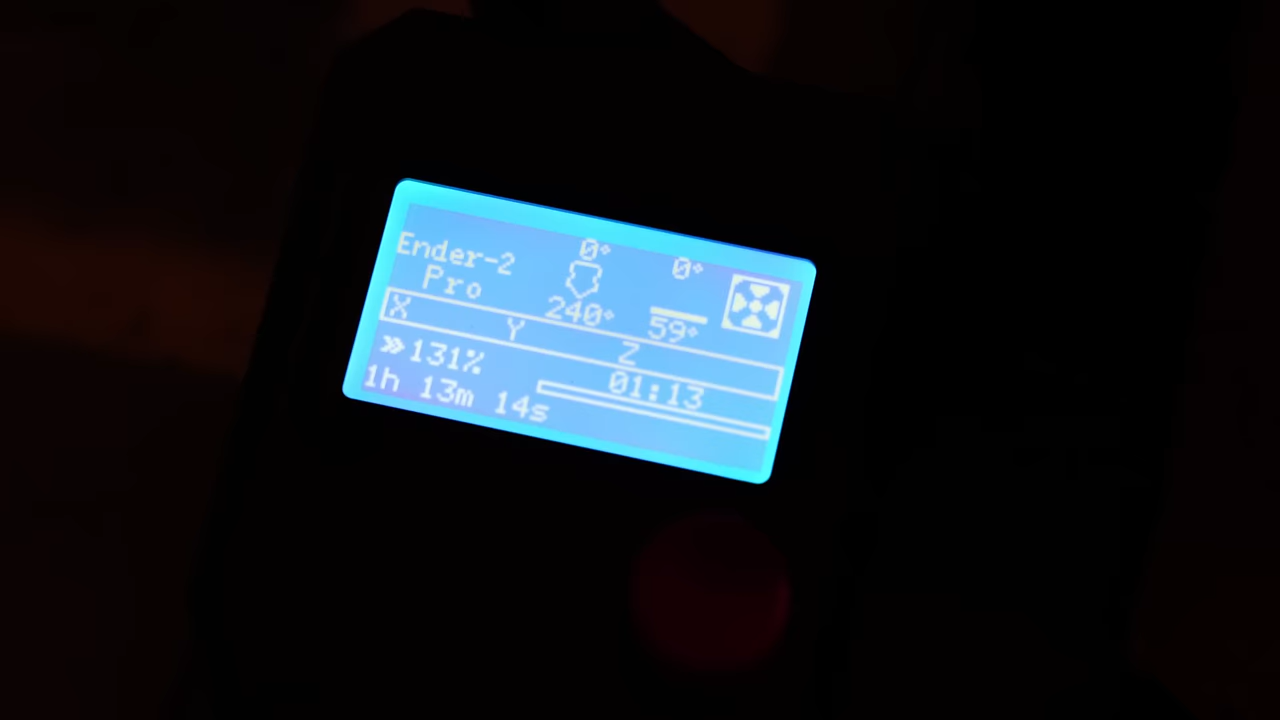 Ender-2 0° 0°
Pro 240° 59°
X Y Z
»131% 01:13
1h 13m 14s